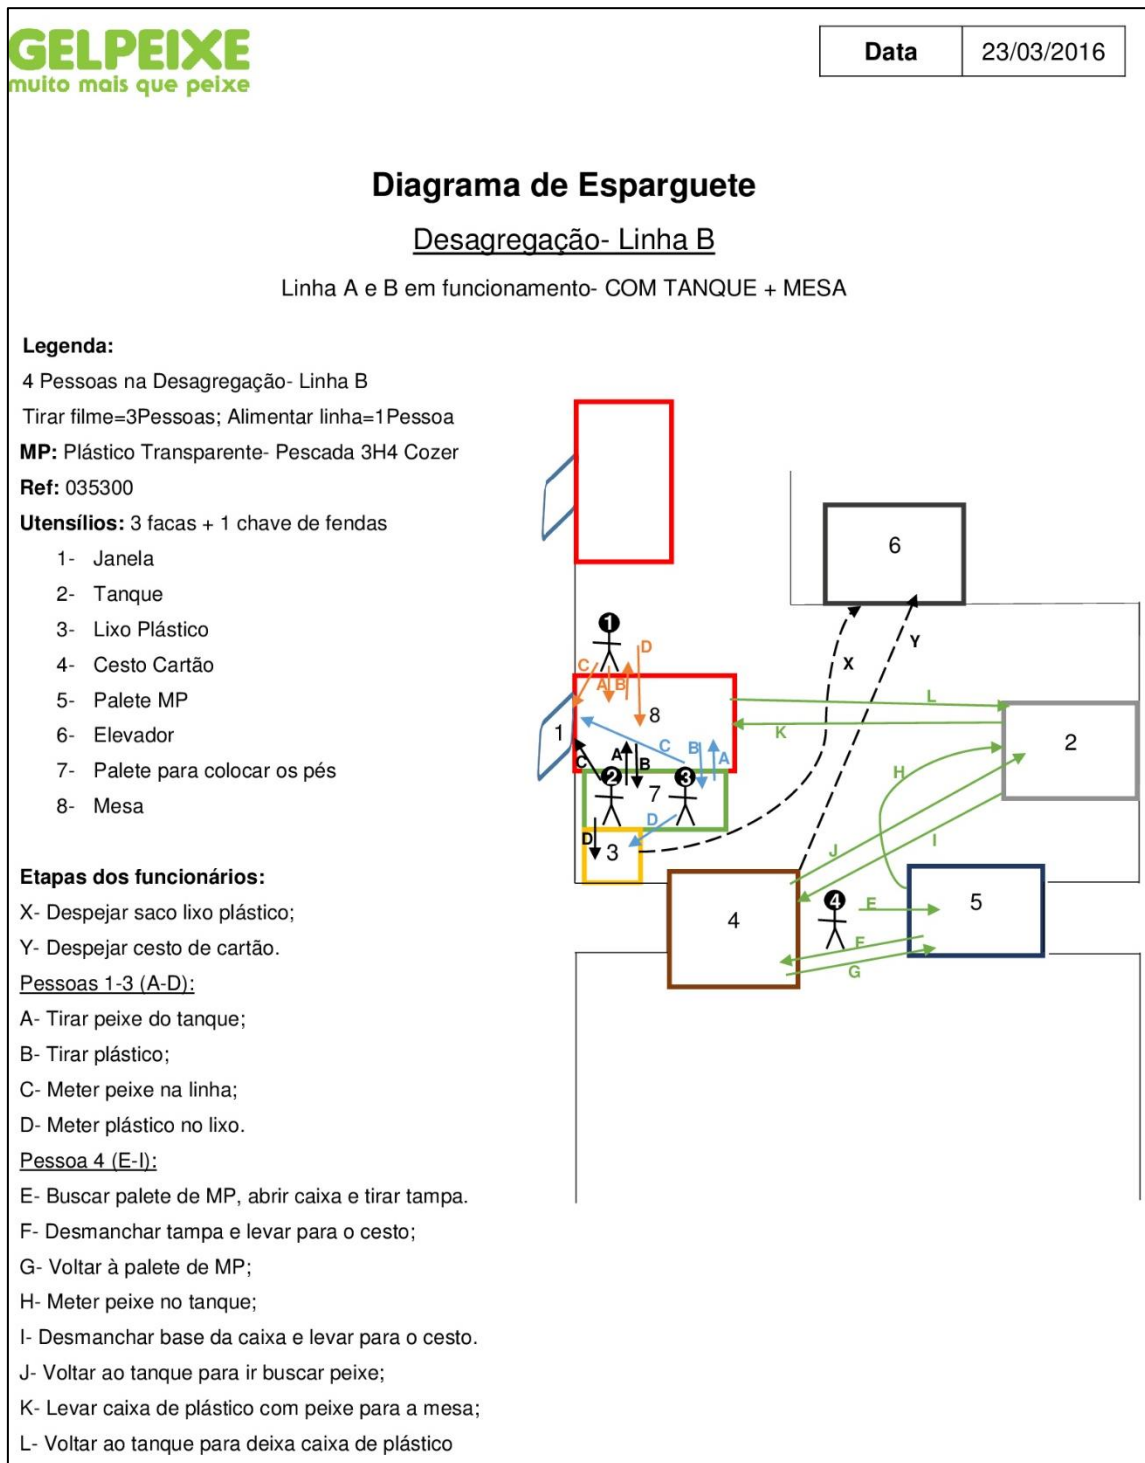 GELPEIXE
muito mais que peixe
Data 23/03/2016
Diagrama de Esparguete
Desagregação- Linha B
Linha A e B em funcionamento- COM TANQUE + MESA
Legenda:
4 Pessoas na Desagregação- Linha B
Tirar filme=3Pessoas; Alimentar linha=1Pessoa
MP: Plástico Transparente- Pescada 3H4 Cozer
Ref: 035300
Utensílios: 3 facas + 1 chave de fendas
1- Janela
2- Tanque
3- Lixo Plástico
4- Cesto Cartão
5- Palete MP
6- Elevador
7- Palete para colocar os pés
8- Mesa
Etapas dos funcionários:
X- Despejar saco lixo plástico;
Y- Despejar cesto de cartão.
Pessoas 1-3 (A-D):
A- Tirar peixe do tanque;
B- Tirar plástico;
C- Meter peixe na linha;
D- Meter plástico no lixo.
Pessoa 4 (E-I):
E- Buscar palete de MP, abrir caixa e tirar tampa.
F- Desmanchar tampa e levar para o cesto;
G- Voltar à palete de MP;
H- Meter peixe no tanque;
I- Desmanchar base da caixa e levar para o cesto.
J- Voltar ao tanque para ir buscar peixe;
K- Levar caixa de plástico com peixe para a mesa;
L- Voltar ao tanque para deixa caixa de plástico
6
1
D
Y
C
X
A B
L
8
1
K
2
C B
A
C A B
H
2 3
7
D
D
J I
3
4
E
5
4
F
G